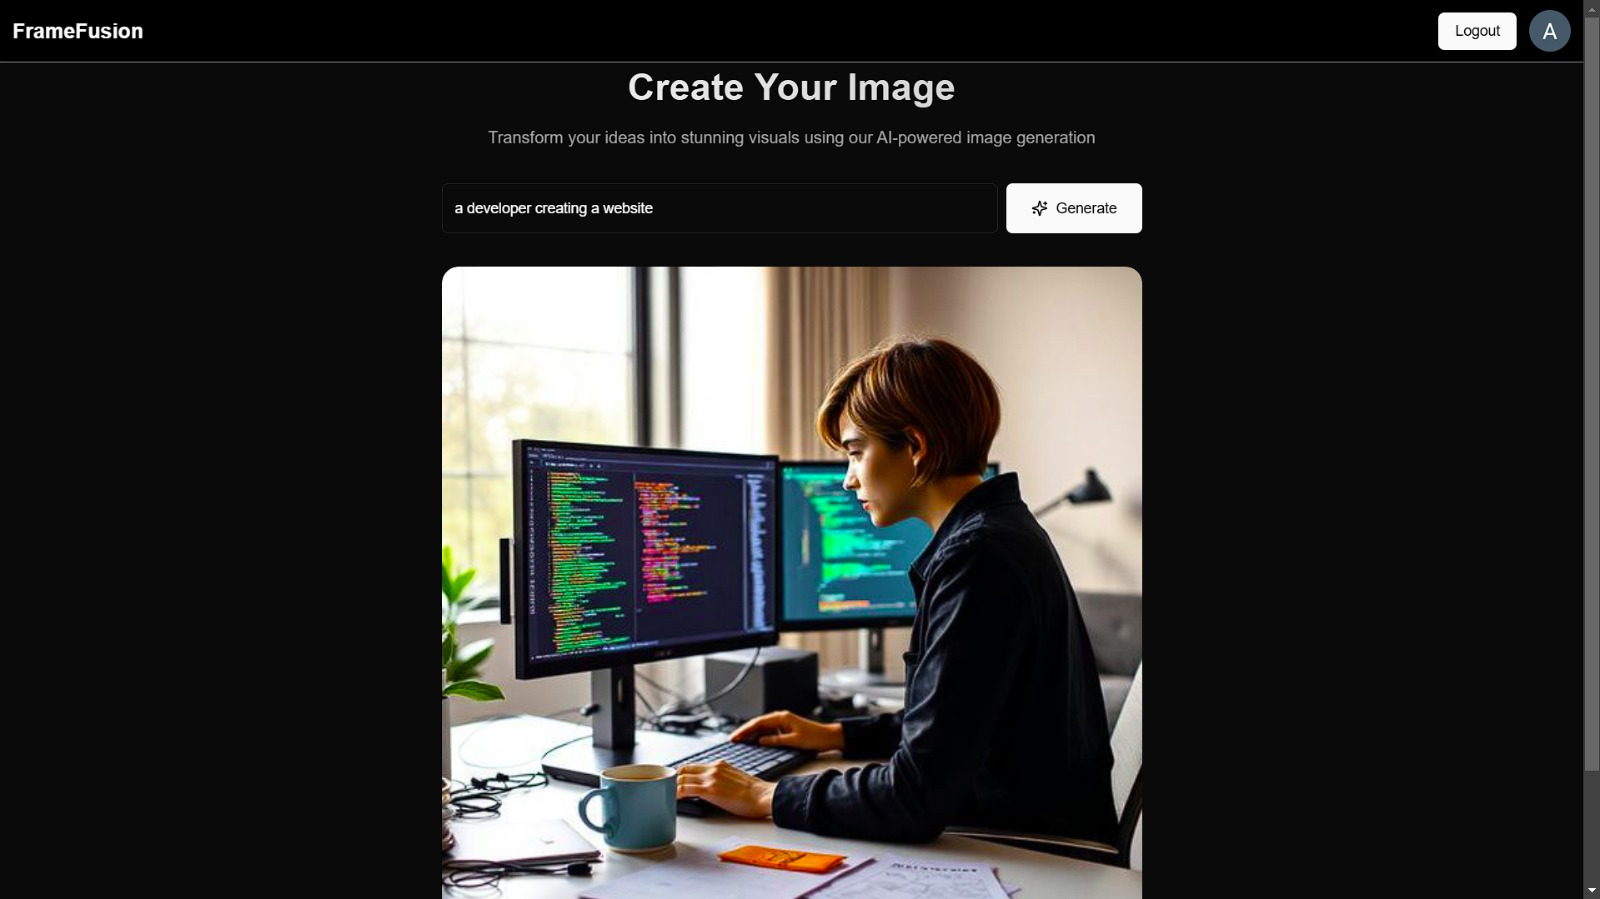 FrameFusion
Logout
A
Create Your Image
Transform your ideas into stunning visuals using our AI-powered image generation
a developer creating a website
Generate